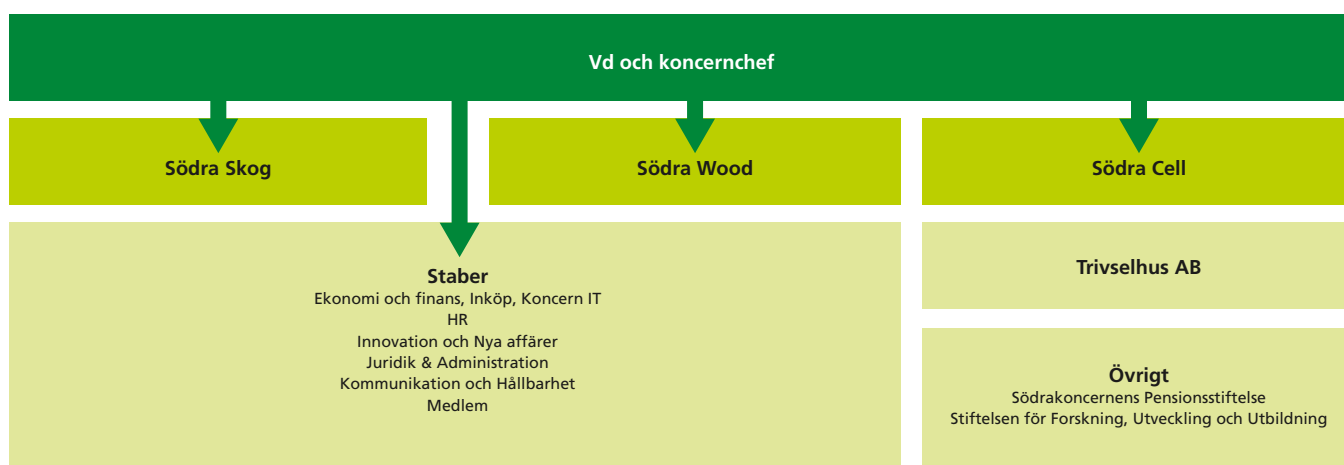 Vd och koncernchef
Södra Skog
Södra Wood
Södra Cell
Staber
Ekonomi och finans, Inköp, Koncern IT
HR
Innovation och Nya affärer
Juridik & Administration
Kommunikation och Hållbarhet
Medlem
Trivselhus AB
Övrigt
Södrakoncernens Pensionsstiftelse
Stiftelsen för Forskning, Utveckling och Utbildning